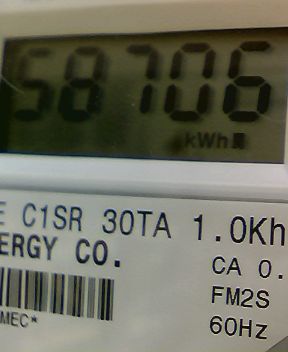 58706
kWh
E C1SR 30TA 1.0Kh
ERGY CO.
CA 0.
FM2S
MEC*
60Hz